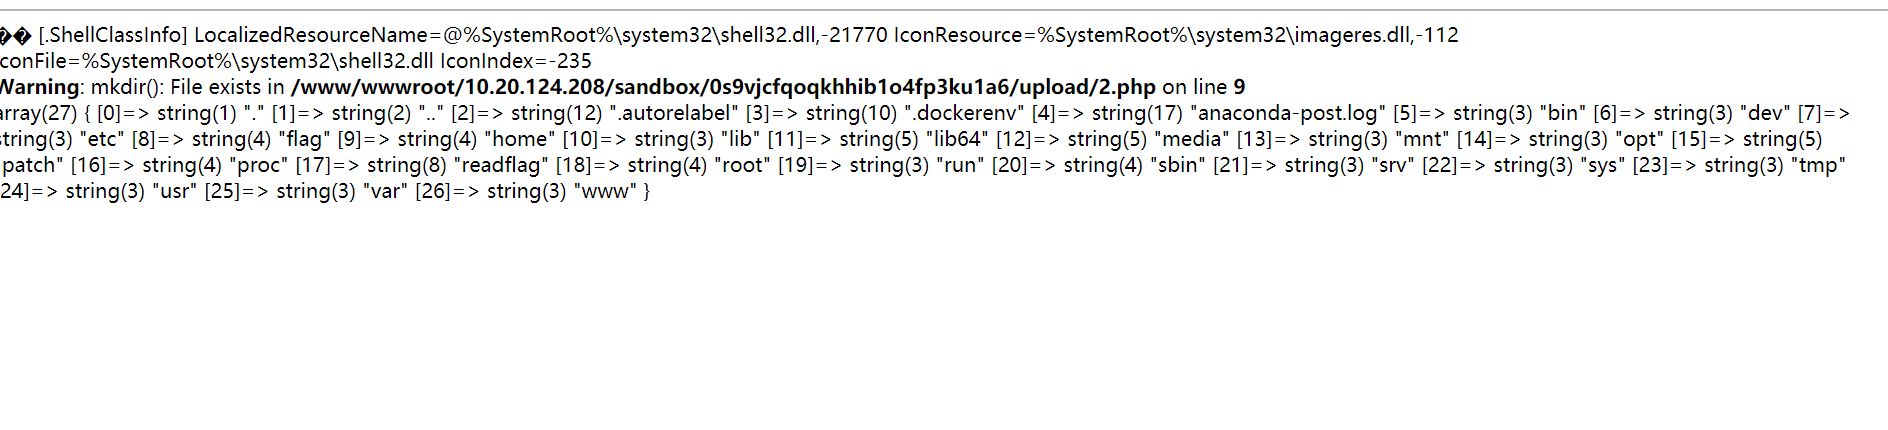 �� [.ShellClassInfo] LocalizedResourceName=@%SystemRoot%\system32\shell32.dll,-21770 IconResource=%SystemRoot%\system32\imageres.dll,-112
conFile=%SystemRoot%\system32\shell32.dll IconIndex=-235
Warning: mkdir(): File exists in /www/wwwroot/10.20.124.208/sandbox/0s9vjcfqoqkhhib1o4fp3ku1a6/upload/2.php on line 9
array(27) { [0]=> string(1) "." [1]=> string(2) ".." [2]=> string(12) ".autorelabel" [3]=> string(10) ".dockerenv" [4]=> string(17) "anaconda-post.log" [5]=> string(3) "bin" [6]=> string(3) "dev" [7]=>
string(3) "etc" [8]=> string(4) "flag" [9]=> string(4) "home" [10]=> string(3) "lib" [11]=> string(5) "lib64" [12]=> string(5) "media" [13]=> string(3) "mnt" [14]=> string(3) "opt" [15]=> string(5)
patch" [16]=> string(4) "proc" [17]=> string(8) "readflag" [18]=> string(4) "root" [19]=> string(3) "run" [20]=> string(4) "sbin" [21]=> string(3) "srv" [22]=> string(3) "sys" [23]=> string(3) "tmp"
24]=> string(3) "usr" [25]=> string(3) "var" [26]=> string(3) "www" }